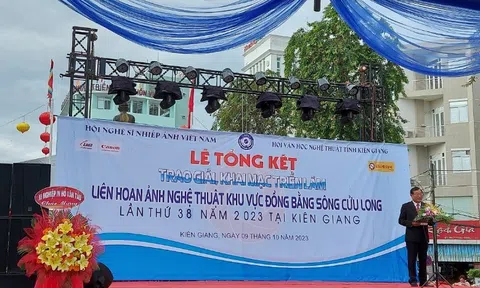 HỘI NGHỆ SĨ NHIẾP ẢNH VIỆT NAM
HỘI VĂN HỌC NGHỆ THUẬT TỈNH KIÊN GIANG
Canon
LỄ TỔNG KẾT
TRAO GIẢI, KHAI MẠC TRIỂN LÃM
LIÊN HOAN ẢNH NGHỆ THUẬT KHU VỰC ĐỒNG BẰNG SÔNG CỬU LONG
LẦN THỨ 38 NĂM 2023 TẠI KIÊN GIANG
KIÊN GIANG, NGÀY 09 THÁNG 10 NĂM 2023